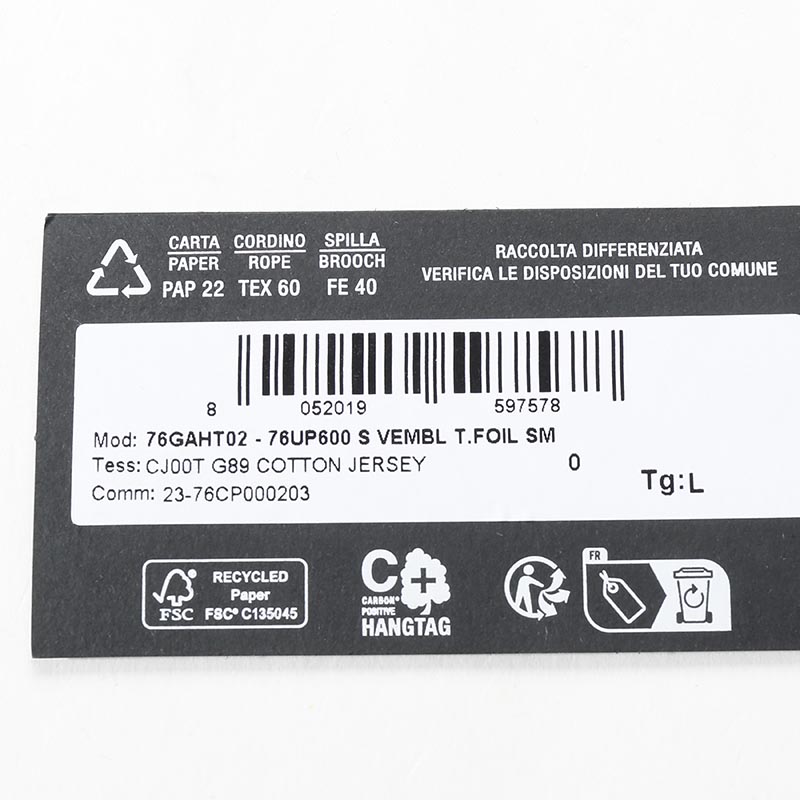 CARTA CORDINO SPILLA
PAPER ROPE BROOCH
PAP 22 TEX 60 FE 40
RACCOLTA DIFFERENZIATA
VERIFICA LE DISPOSIZIONI DEL TUO COMUNE
8 052019 597578
Mod: 76GAHT02 - 76UP600 S VEMBL T.FOIL SM
Tess: CJ00T G89 COTTON JERSEY 0
Tg:L
Comm: 23-76CP000203
FSC
RECYCLED
Paper
FSC® C135045
C+
CARBON®
POSITIVE
HANGTAG
FR